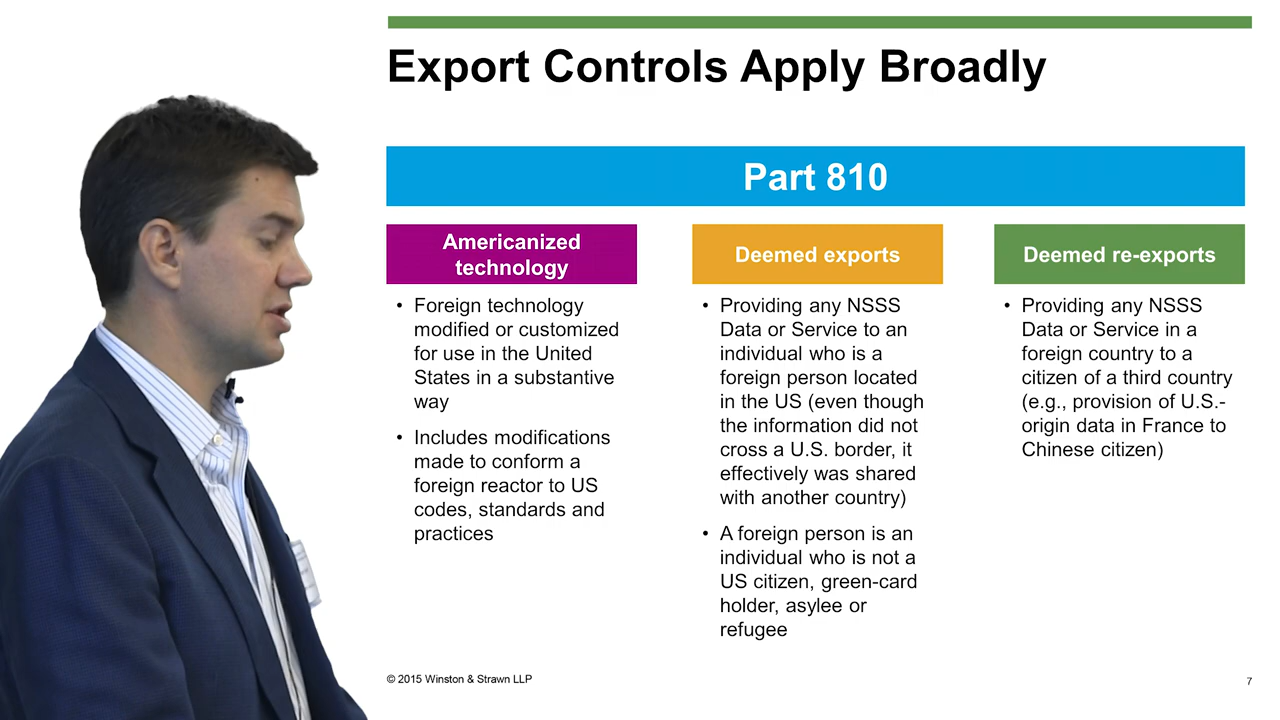 Export Controls Apply Broadly
Part 810
Americanized
technology
• Foreign technology
modified or customized
for use in the United
States in a substantive
way
• Includes modifications
made to conform a
foreign reactor to US
codes, standards and
practices
Deemed exports
• Providing any NSSS
Data or Service to an
individual who is a
foreign person located
in the US (even though
the information did not
cross a U.S. border, it
effectively was shared
with another country)
• A foreign person is an
individual who is not a
US citizen, green-card
holder, asylee or
refugee
Deemed re-exports
• Providing any NSSS
Data or Service in a
foreign country to a
citizen of a third country
(e.g., provision of U.S.-
origin data in France to
Chinese citizen)
© 2015 Winston & Strawn LLP
7